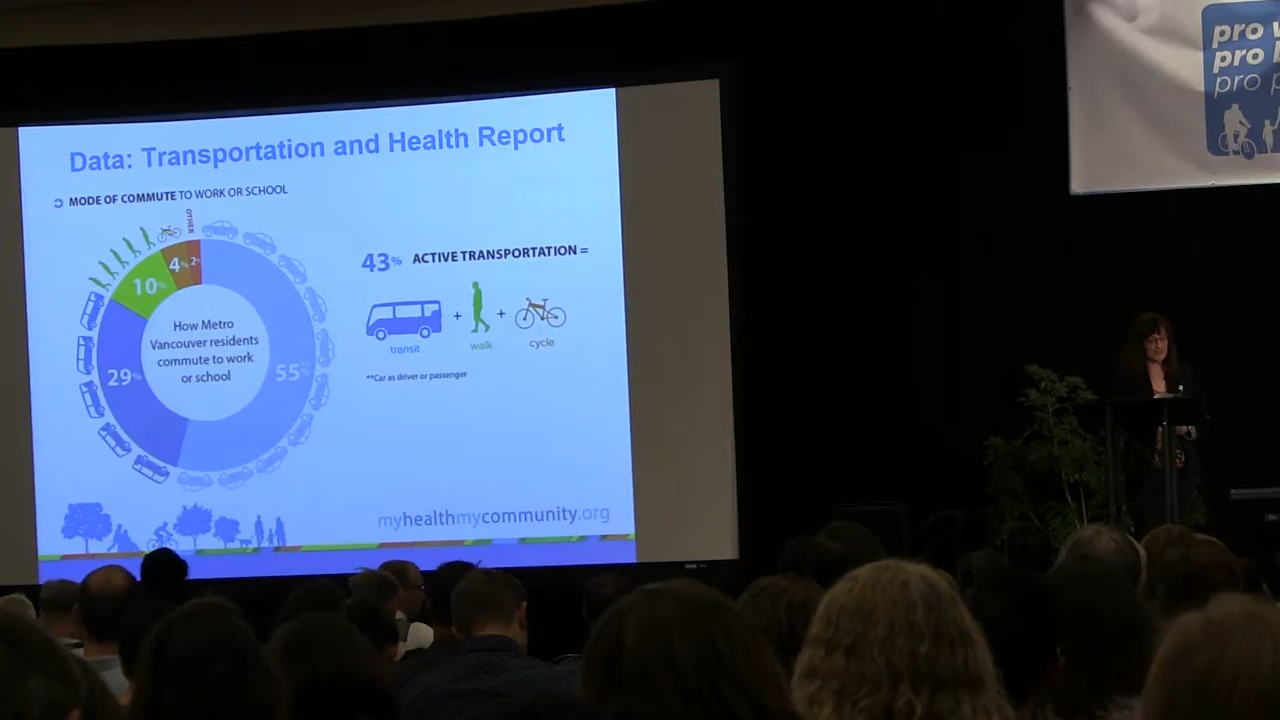 Data: Transportation and Health Report
MODE OF COMMUTE TO WORK OR SCHOOL
OTHER
4% 2%
10%
29%
55%
How Metro
Vancouver residents
commute to work
or school
43% ACTIVE TRANSPORTATION =
+
+
transit
walk
cycle
**Car as driver or passenger
myhealthmycommunity.org
pro
pro
pro